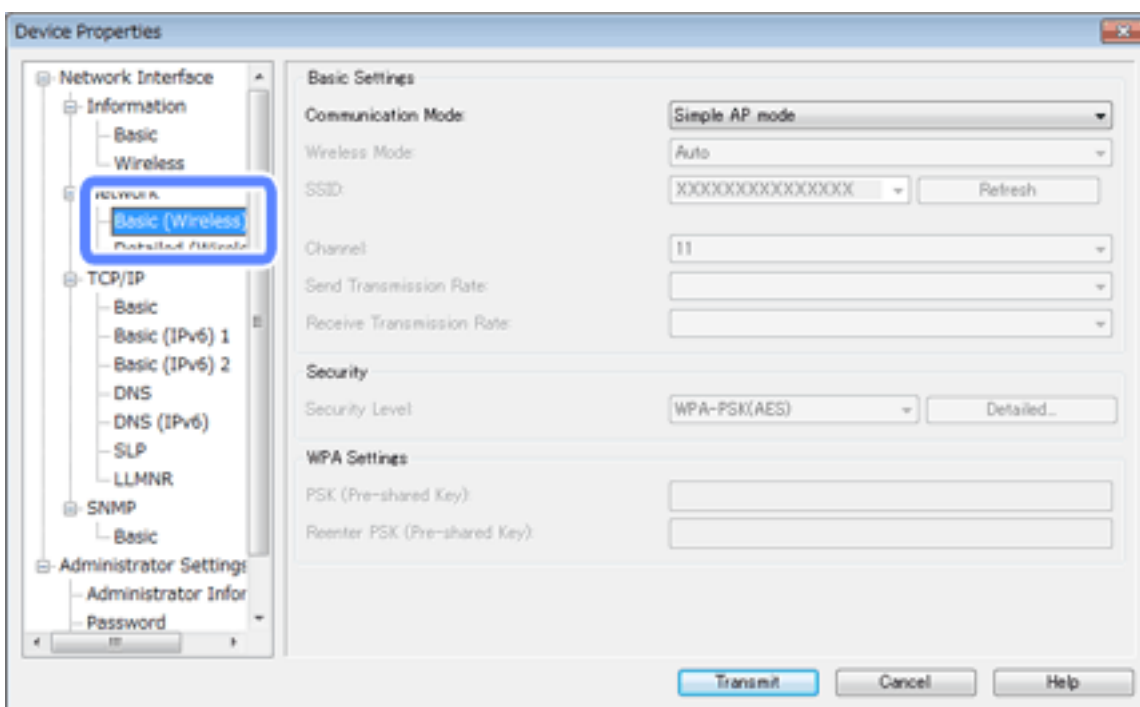 Device Properties
Network Interface
Information
Basic
Wireless
Network
Basic (Wireless)
Detailed (Wirele
TCP/IP
Basic
Basic (IPv6) 1
Basic (IPv6) 2
DNS
DNS (IPv6)
SLP
LLMNR
SNMP
Basic
Administrator Settings
Administrator Infor
Password
Basic Settings
Communication Mode: Simple AP mode
Wireless Mode: Auto
SSID: XXXXXXXXXXXXXXX Refresh
Channel: 11
Send Transmission Rate:
Receive Transmission Rate:
Security
Security Level: WPA-PSK(AES) Detailed...
WPA Settings
PSK (Pre-shared Key):
Reenter PSK (Pre-shared Key):
Transmit Cancel Help